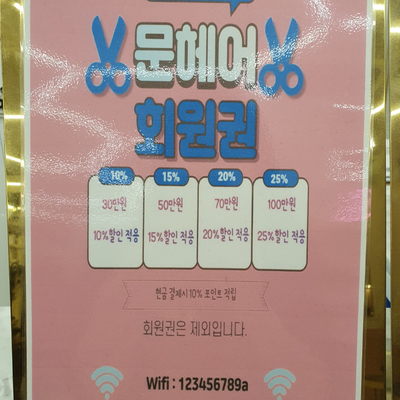 문헤어
회원권
10% 15% 20% 25%
30만원 50만원 70만원 100만원
10%할인 적용 15%할인 적용 20%할인 적용 25%할인 적용
현금 결제시 10% 포인트 적립
회원권은 제외입니다.
Wifi : 123456789a